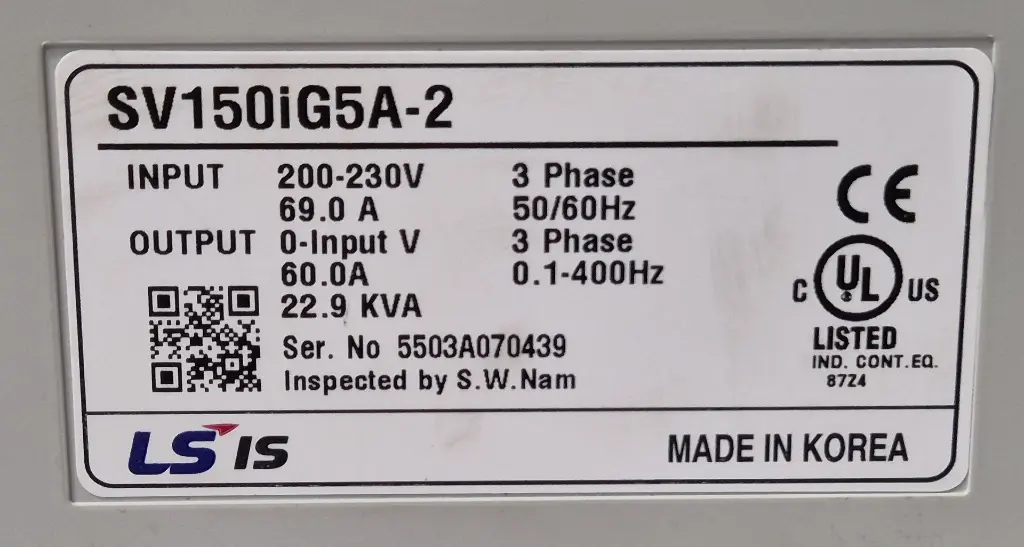 SV150iG5A-2
INPUT 200-230V 3 Phase
69.0 A 50/60Hz
OUTPUT 0-Input V 3 Phase
60.0A 0.1-400Hz
22.9 KVA
Ser. No 5503A070439
Inspected by S.W.Nam
CE
C UL US
LISTED
IND. CONT.EQ.
87Z4
LS IS
MADE IN KOREA